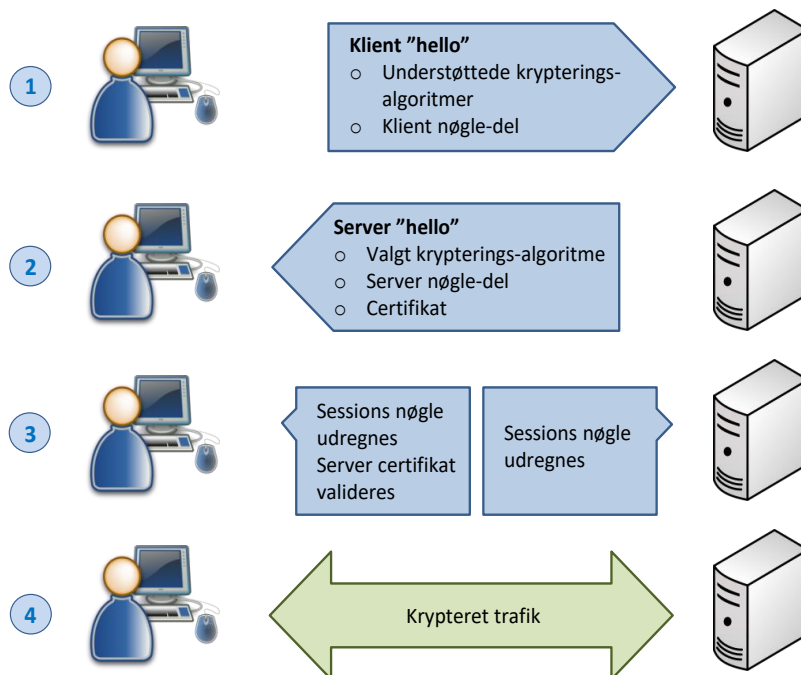 1
Klient ”hello”
o Understøttede krypterings-
algoritmer
o Klient nøgle-del
2
Server ”hello”
o Valgt krypterings-algoritme
o Server nøgle-del
o Certifikat
3
Sessions nøgle
udregnes
Server certifikat
valideres
Sessions nøgle
udregnes
4
Krypteret trafik